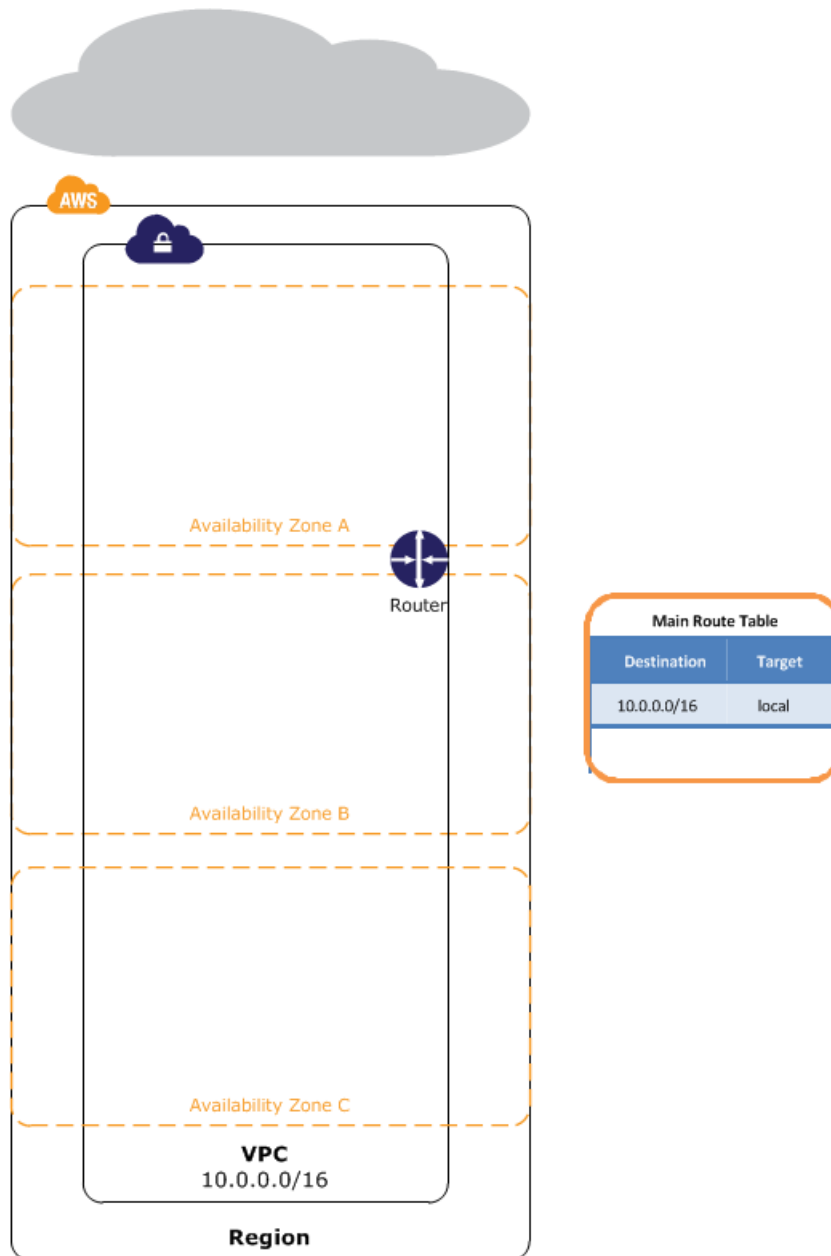 AWS
Availability Zone A
Router
Main Route Table
Destination Target
10.0.0.0/16 local
Availability Zone B
Availability Zone C
VPC
10.0.0.0/16
Region